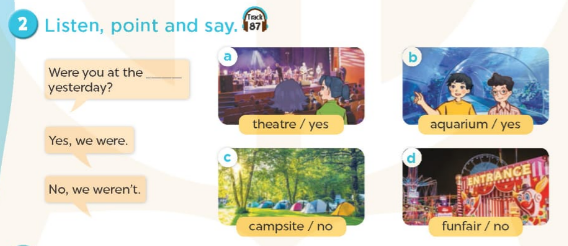 2 Listen, point and say. Track 87
Were you at the ______
yesterday?
Yes, we were.
No, we weren't.
a
theatre / yes
b
aquarium / yes
c
campsite / no
d
ENTRANCE
funfair / no